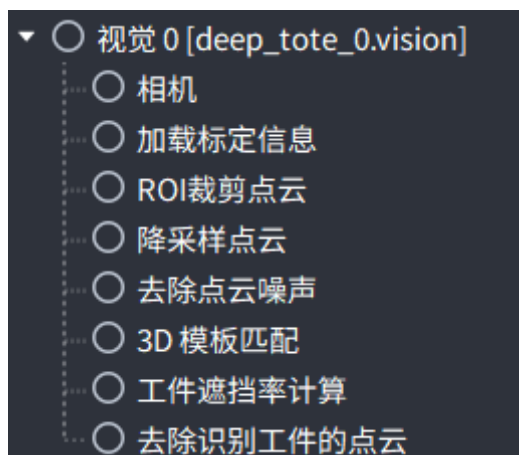 视觉 0 [deep_tote_0.vision]
相机
加载标定信息
ROI裁剪点云
降采样点云
去除点云噪声
3D 模板匹配
工件遮挡率计算
去除识别工件的点云